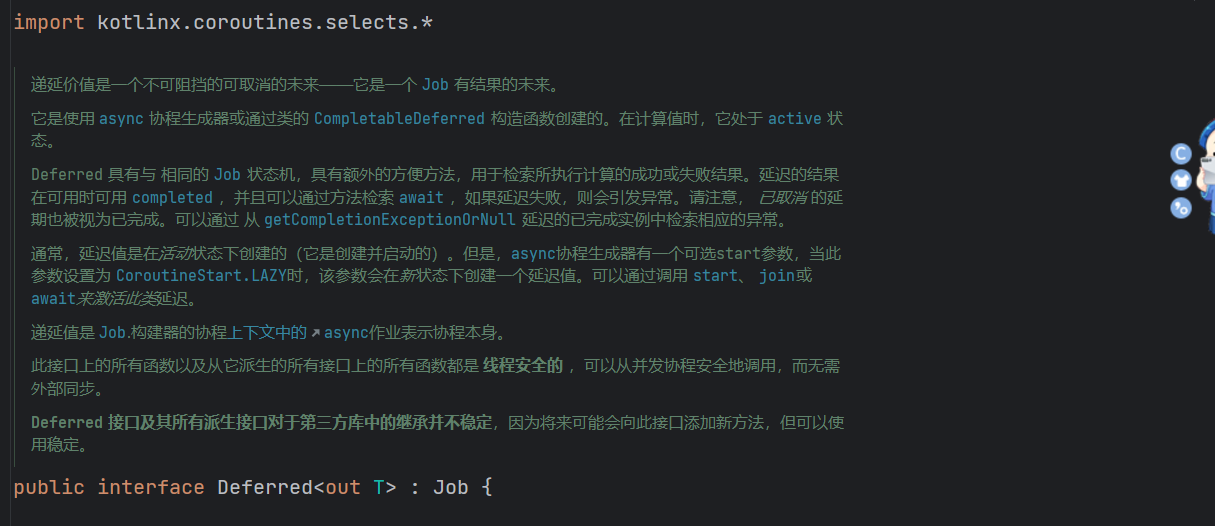 import kotlinx.coroutines.selects.*
递延价值是一个不可阻挡的可取消的未来——它是一个 Job 有结果的未来。
它是使用 async 协程生成器或通过类的 CompletableDeferred 构造函数创建的。在计算值时，它处于 active 状
态。
Deferred 具有与 相同的 Job 状态机，具有额外的方便方法，用于检索所执行计算的成功或失败结果。延迟的结果
在可用时可用 completed ，并且可以通过方法检索 await ，如果延迟失败，则会引发异常。请注意， 已取消 的延
期也被视为已完成。可以通过 从 getCompletionExceptionOrNull 延迟的已完成实例中检索相应的异常。
通常，延迟值是在活动状态下创建的（它是创建并启动的）。但是，async协程生成器有一个可选start参数，当此
参数设置为 CoroutineStart.LAZY时，该参数会在新状态下创建一个延迟值。可以通过调用 start、 join或
await来激活此类延迟。
递延值是 Job.构建器的协程上下文中的 ↗ async作业表示协程本身。
此接口上的所有函数以及从它派生的所有接口上的所有函数都是 线程安全的 ，可以从并发协程安全地调用，而无需
外部同步。
Deferred 接口及其所有派生接口对于第三方库中的继承并不稳定，因为将来可能会向此接口添加新方法，但可以使
用稳定。
public interface Deferred<out T> : Job {
C